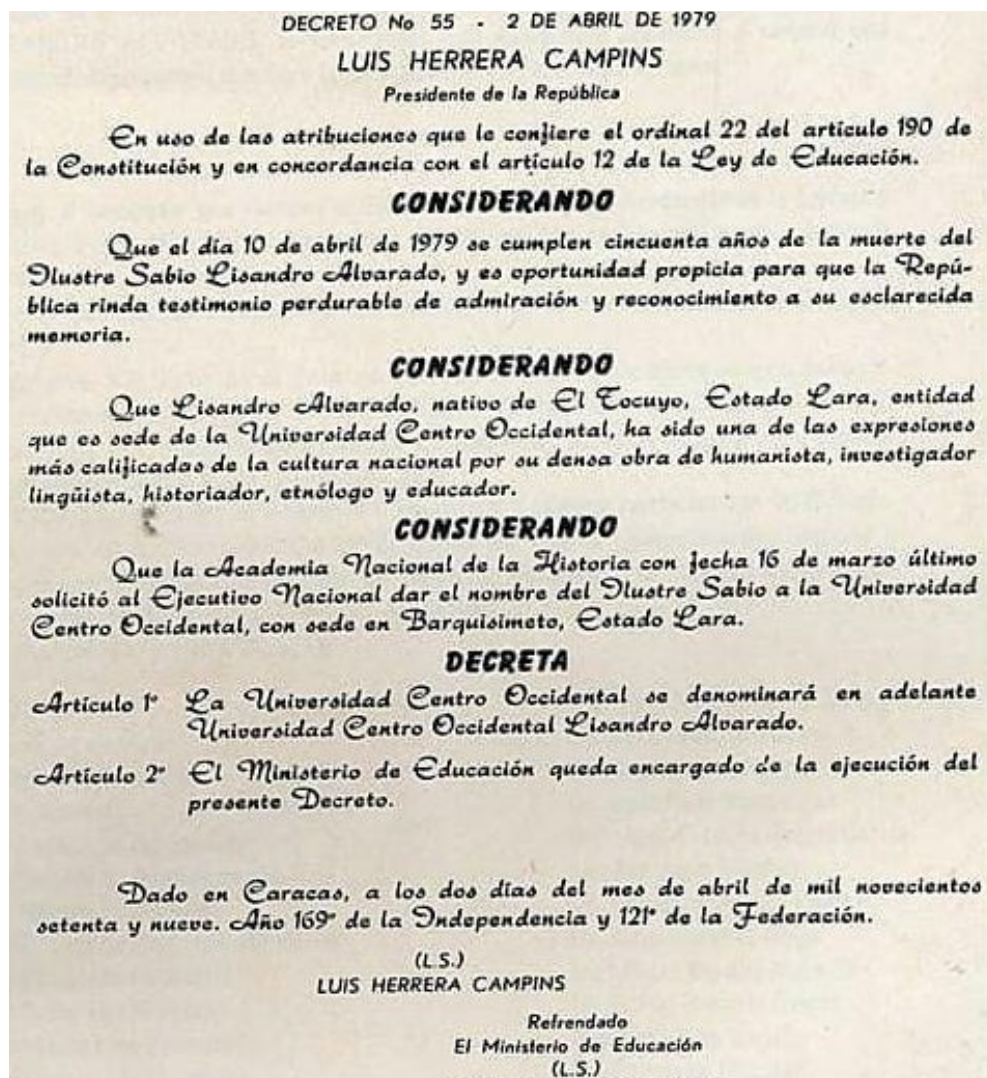 DECRETO No 55 - 2 DE ABRIL DE 1979
LUIS HERRERA CAMPINS
Presidente de la República
En uso de las atribuciones que le confiere el ordinal 22 del artículo 190 de
la Constitución y en concordancia con el artículo 12 de la Ley de Educación.
CONSIDERANDO
Que el día 10 de abril de 1979 se cumplen cincuenta años de la muerte del
Ilustre Sabio Lisandro Alvarado, y es oportunidad propicia para que la Repú-
blica rinda testimonio perdurable de admiración y reconocimiento a su esclarecida
memoria.
CONSIDERANDO
Que Lisandro Alvarado, nativo de El Tocuyo, Estado Lara, entidad
que es sede de la Universidad Centro Occidental, ha sido una de las expresiones
más calificadas de la cultura nacional por su densa obra de humanista, investigador
lingüista, historiador, etnólogo y educador.
CONSIDERANDO
Que la Academia Nacional de la Historia con fecha 16 de marzo último
solicitó al Ejecutivo Nacional dar el nombre del Ilustre Sabio a la Universidad
Centro Occidental, con sede en Barquisimeto, Estado Lara.
DECRETA
Artículo 1º La Universidad Centro Occidental se denominará en adelante
Universidad Centro Occidental Lisandro Alvarado.
Artículo 2º El Ministerio de Educación queda encargado de la ejecución del
presente Decreto.
Dado en Caracas, a los dos días del mes de abril de mil novecientos
setenta y nueve. Año 169º de la Independencia y 121º de la Federación.
(L.S.)
LUIS HERRERA CAMPINS
Refrendado
El Ministerio de Educación
(L.S.)